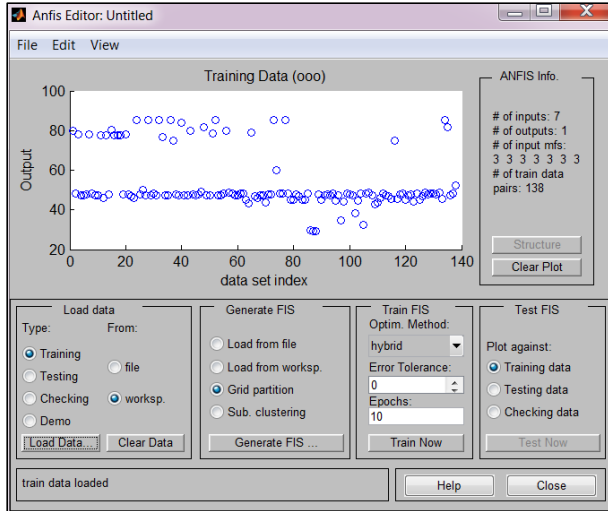 Anfis Editor: Untitled
File Edit View
Training Data (ooo)
100
80
60
40
20
Output
0 20 40 60 80 100 120 140
data set index
ANFIS Info.
# of inputs: 7
# of outputs: 1
# of input mfs:
3 3 3 3 3 3 3
# of train data
pairs: 138
Structure
Clear Plot
Load data
Type: From:
Training
Testing
Checking
Demo
file
worksp.
Load Data... Clear Data
Generate FIS
Load from file
Load from worksp.
Grid partition
Sub. clustering
Generate FIS ...
Train FIS
Optim. Method:
hybrid
Error Tolerance:
0
Epochs:
10
Train Now
Test FIS
Plot against:
Training data
Testing data
Checking data
Test Now
train data loaded
Help Close